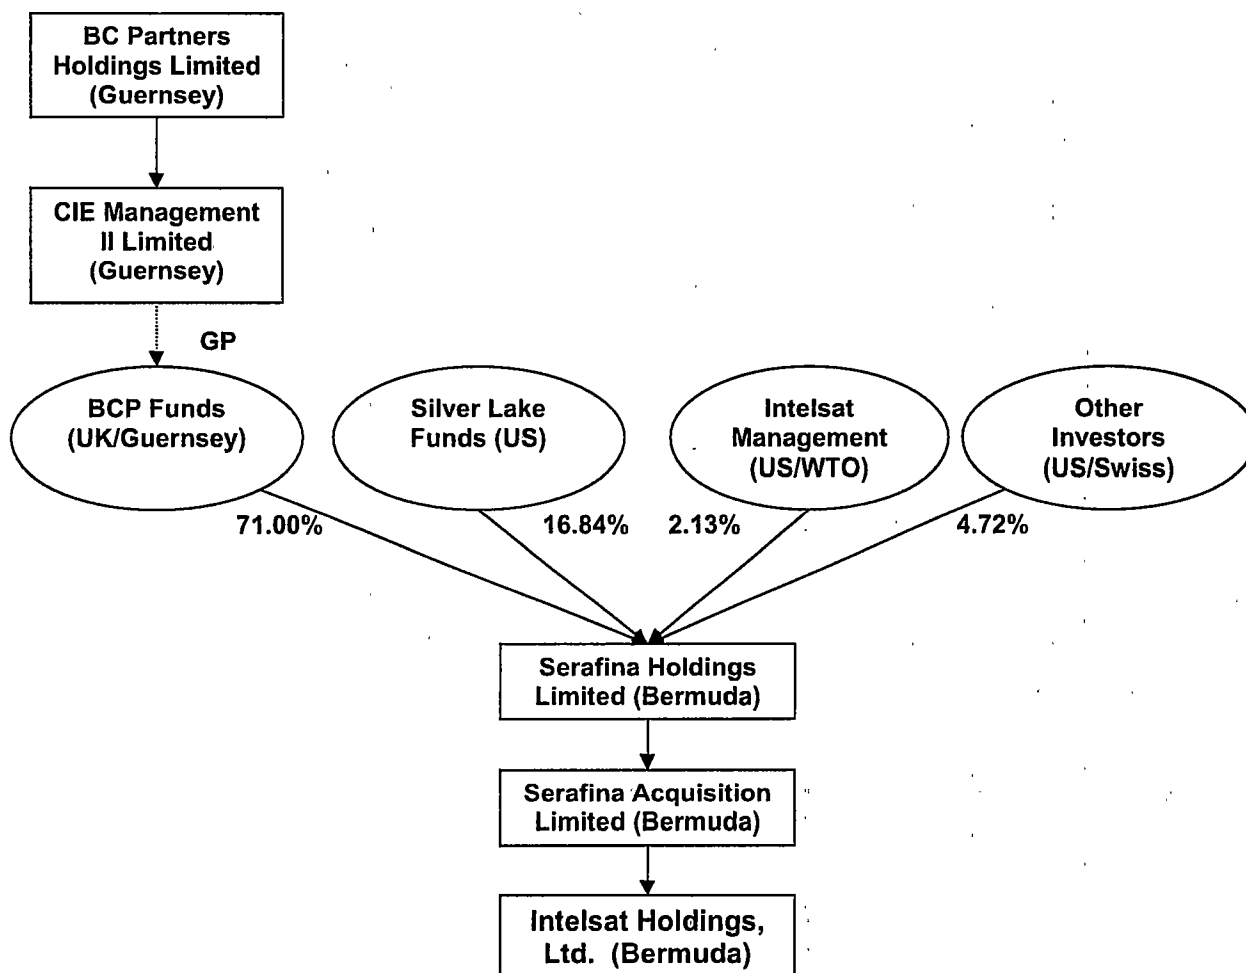 BC Partners
Holdings Limited
(Guernsey)
CIE Management
II Limited
(Guernsey)
GP
BCP Funds
(UK/Guernsey)
Silver Lake
Funds (US)
Intelsat
Management
(US/WTO)
Other
Investors
(US/Swiss)
71.00%
16.84%
2.13%
4.72%
Serafina Holdings
Limited (Bermuda)
Serafina Acquisition
Limited (Bermuda)
Intelsat Holdings,
Ltd. (Bermuda)